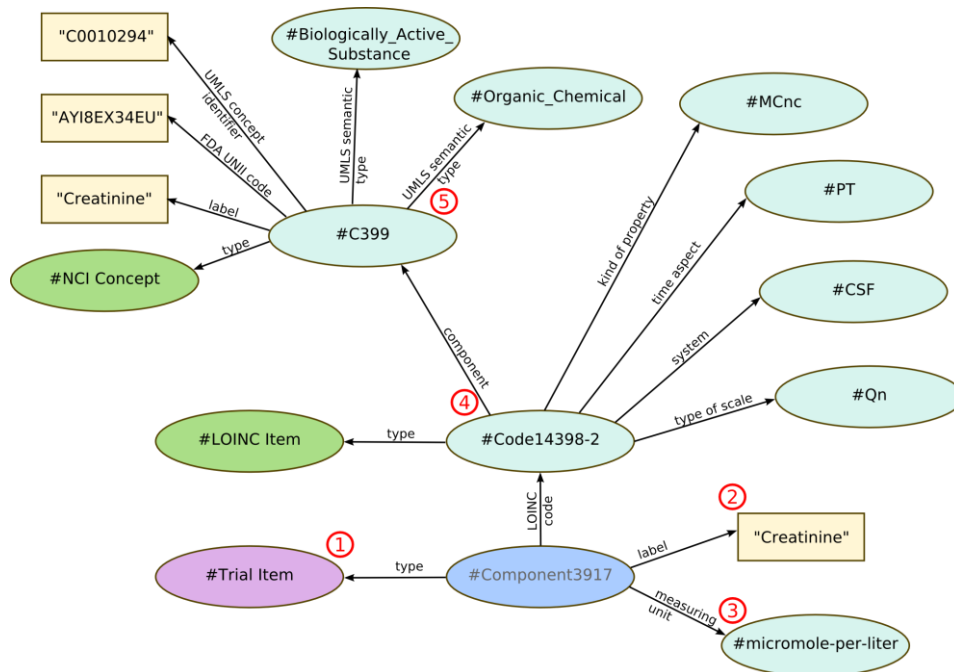 "C0010294"
#Biologically_Active_
Substance
#Organic_Chemical
#MCnc
UMLS concept
identifier
"AYI8EX34EU"
FDA UNII code
UMLS semantic
type
UMLS semantic
type
"Creatinine"
label
5
#PT
#C399
type
#NCI Concept
kind of property
time aspect
#CSF
system
component
4
#Qn
type of scale
#LOINC Item
type
#Code14398-2
LOINC
code
2
"Creatinine"
label
1
#Trial Item
type
#Component3917
measuring
unit
3
#micromole-per-liter